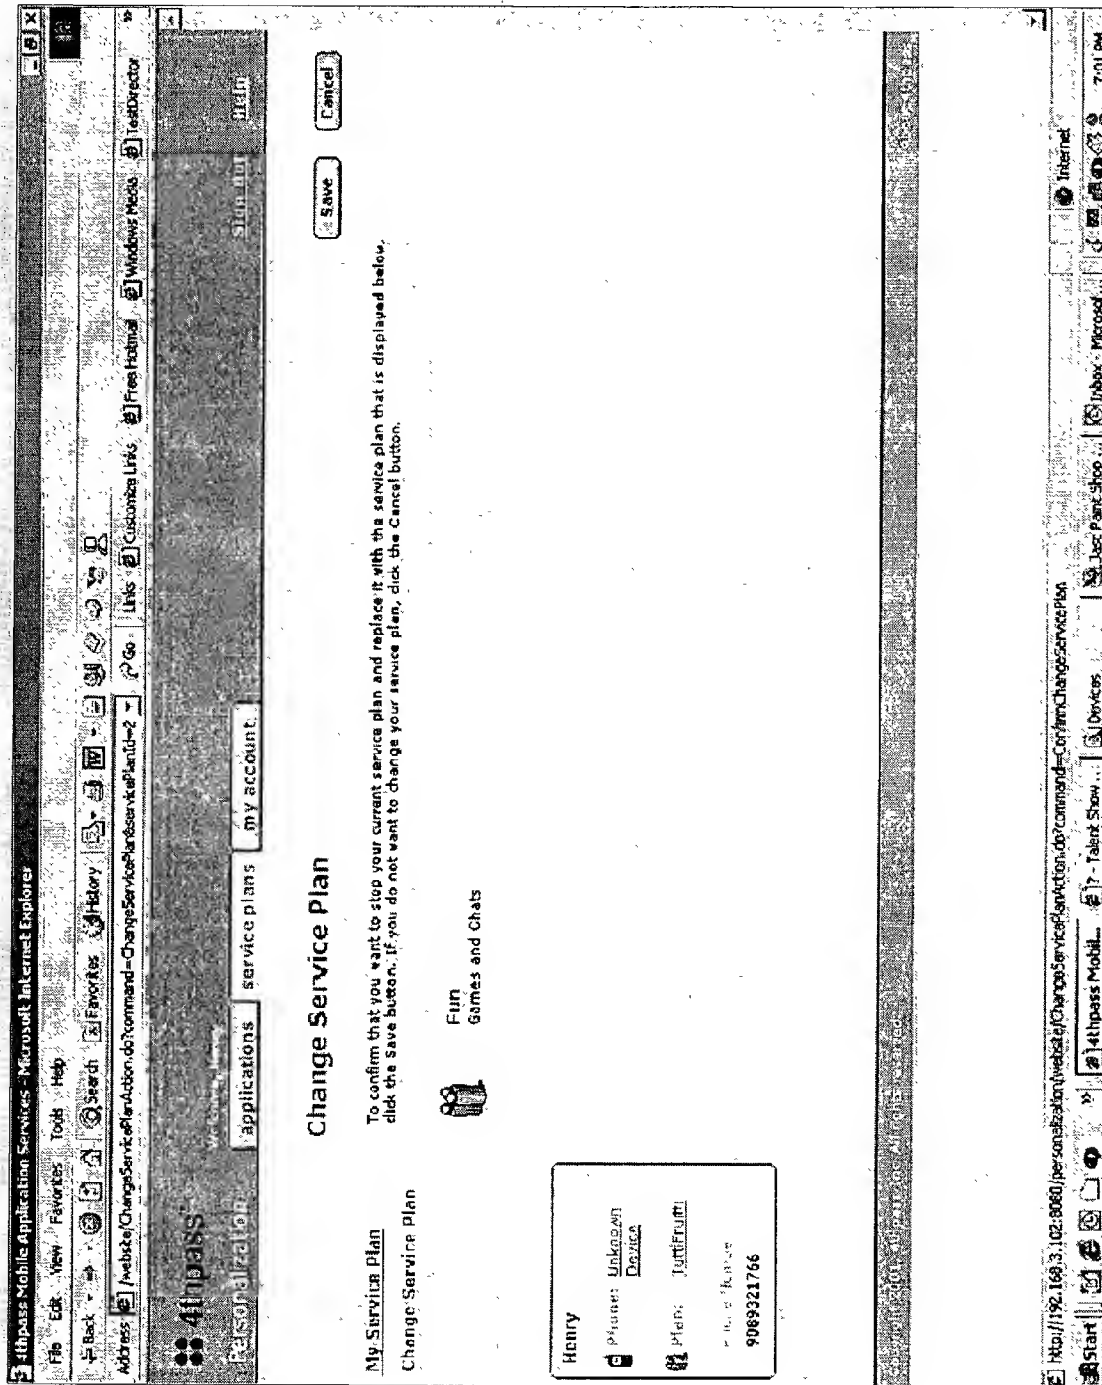 4thpass Mobile Application Services - Microsoft Internet Explorer
File Edit View Favorites Tools Help
Back Search Favorites History
Address /website/ChangeServicePlanAction.do?command=ChangeServicePlan&servicePlanId=2 Go Links Customize Links Free Hotmail Windows Media TestDirector
4thpass
Personalization Help
applications service plans my account
Change Service Plan
Save Cancel
My Service Plan
Change Service Plan
To confirm that you want to stop your current service plan and replace it with the service plan that is displayed below,
click the Save button. If you do not want to change your service plan, click the Cancel button.
Fun
Games and Chats
Henry
Phone: Unknown
Device
Plan: TuttiFrutti
9089321766
http://192.168.3.102:8080/personalization/website/ChangeServicePlanAction.do?command=ConfirmChangeServicePlan Internet
Start 4thpass Mobil... ? - Talent Show ... Devices Jasc Paint Shop ... Inbox - Microsof... 7:01 PM